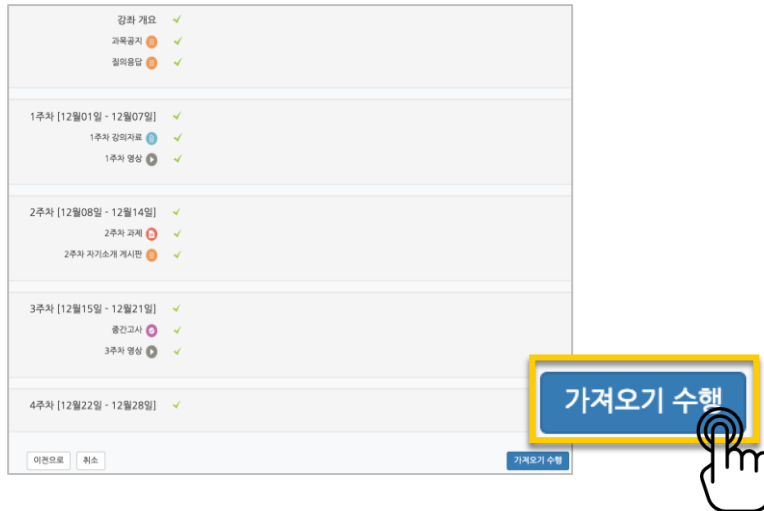 강좌 개요
과목공지
질의응답
1주차 [12월01일 - 12월07일]
1주차 강의자료
1주차 영상
2주차 [12월08일 - 12월14일]
2주차 과제
2주차 자기소개 게시판
3주차 [12월15일 - 12월21일]
중간고사
3주차 영상
4주차 [12월22일 - 12월28일]
이전으로 취소 가져오기 수행
가져오기 수행